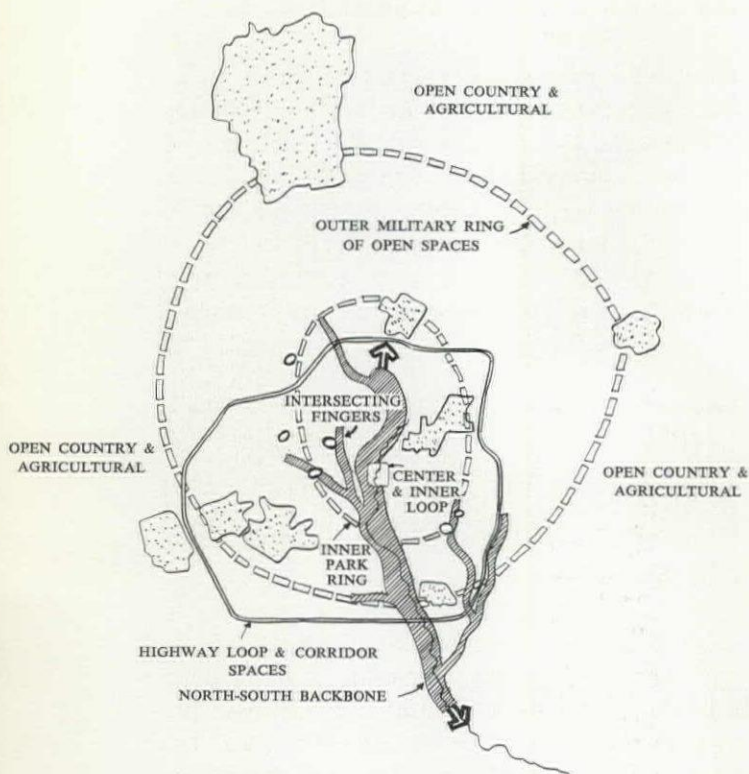 OPEN COUNTRY &
AGRICULTURAL
OUTER MILITARY RING
OF OPEN SPACES
INTERSECTING
FINGERS
OPEN COUNTRY &
AGRICULTURAL
CENTER
& INNER
LOOP
OPEN COUNTRY &
AGRICULTURAL
INNER
PARK
RING
HIGHWAY LOOP & CORRIDOR
SPACES
NORTH-SOUTH BACKBONE